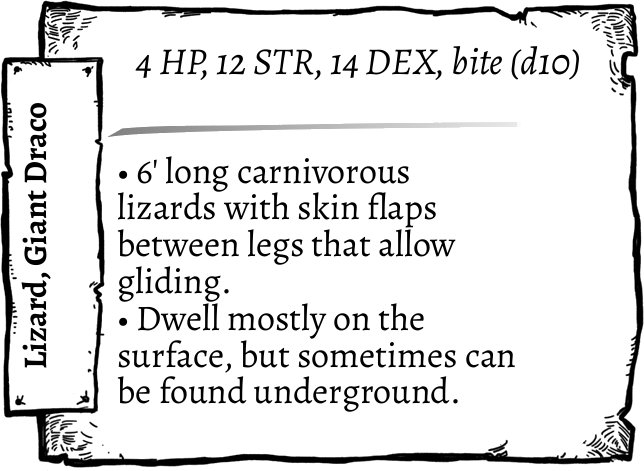 4 HP, 12 STR, 14 DEX, bite (d10)
Lizard, Giant Draco
• 6' long carnivorous
lizards with skin flaps
between legs that allow
gliding.
• Dwell mostly on the
surface, but sometimes can
be found underground.